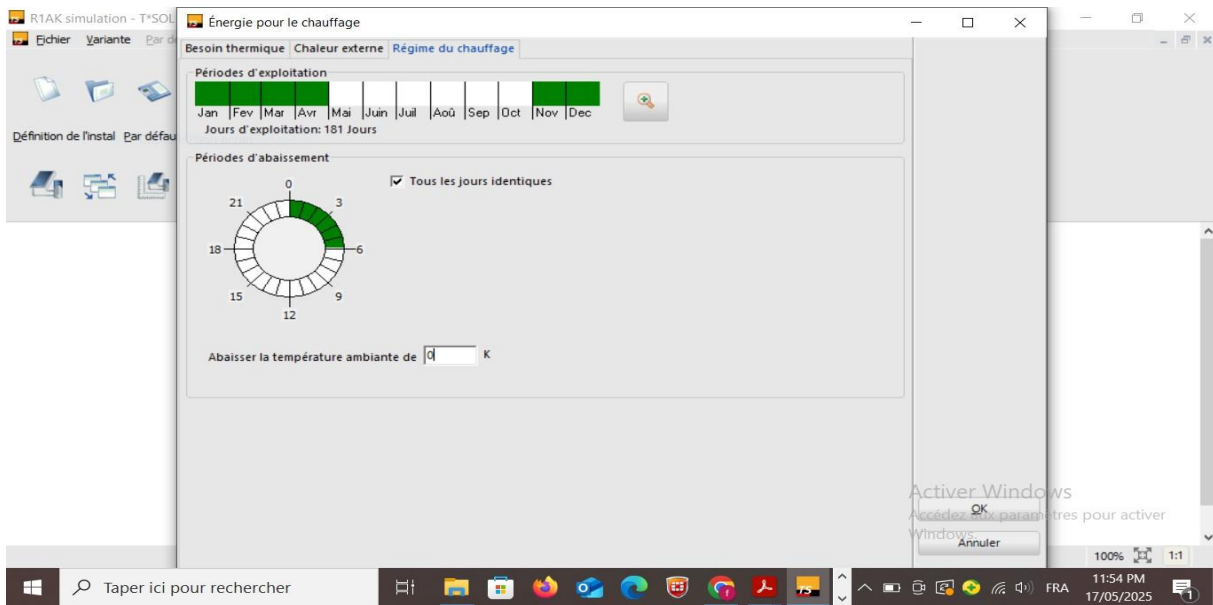 R1AK simulation - T*SOL
Énergie pour le chauffage
Fichier Variante Par d
Besoin thermique Chaleur externe Régime du chauffage
Périodes d'exploitation
Jan Fev Mar Avr Mai Juin Juil Aoû Sep Oct Nov Dec
Jours d'exploitation: 181 Jours
Définition de l'instal Par défau
Périodes d'abaissement
Tous les jours identiques
0
21 3
18 6
15 9
12
Abaisser la température ambiante de 0 K
Activer Windows
Accédez aux paramètres pour activer
Windows.
OK
Annuler
100% 1:1
Taper ici pour rechercher
TS
FRA
11:54 PM
17/05/2025
1